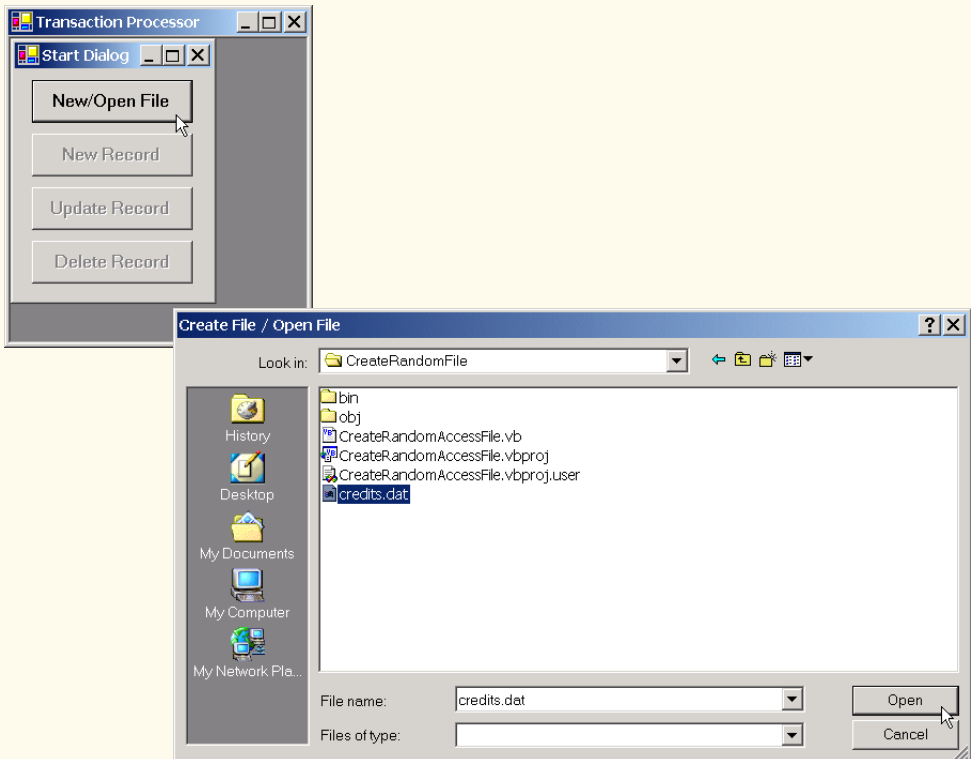 Transaction Processor
Start Dialog
New/Open File
New Record
Update Record
Delete Record
Create File / Open File
Look in:
CreateRandomFile
History
Desktop
My Documents
My Computer
My Network Pla...
bin
obj
CreateRandomAccessFile.vb
CreateRandomAccessFile.vbproj
CreateRandomAccessFile.vbproj.user
credits.dat
File name:
credits.dat
Open
Files of type:
Cancel